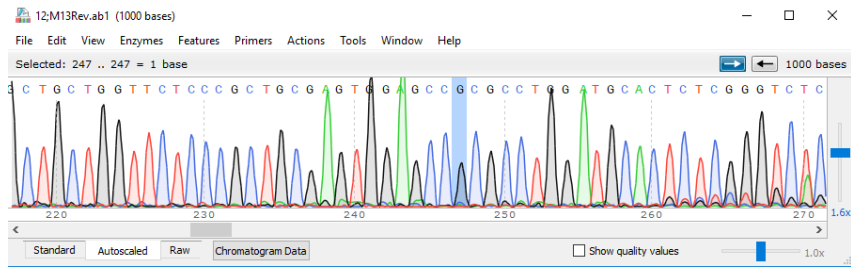 12;M13Rev.ab1 (1000 bases)
File Edit View Enzymes Features Primers Actions Tools Window Help
Selected: 247 .. 247 = 1 base 1000 bases
G C T G C T G G T T C T C C C G C T G C G A G T G G A G C C G C G C C T G G A T G C A C T C T C G G G T C T C
220 230 240 250 260 270
1.6x
Standard Autoscaled Raw Chromatogram Data Show quality values 1.0x